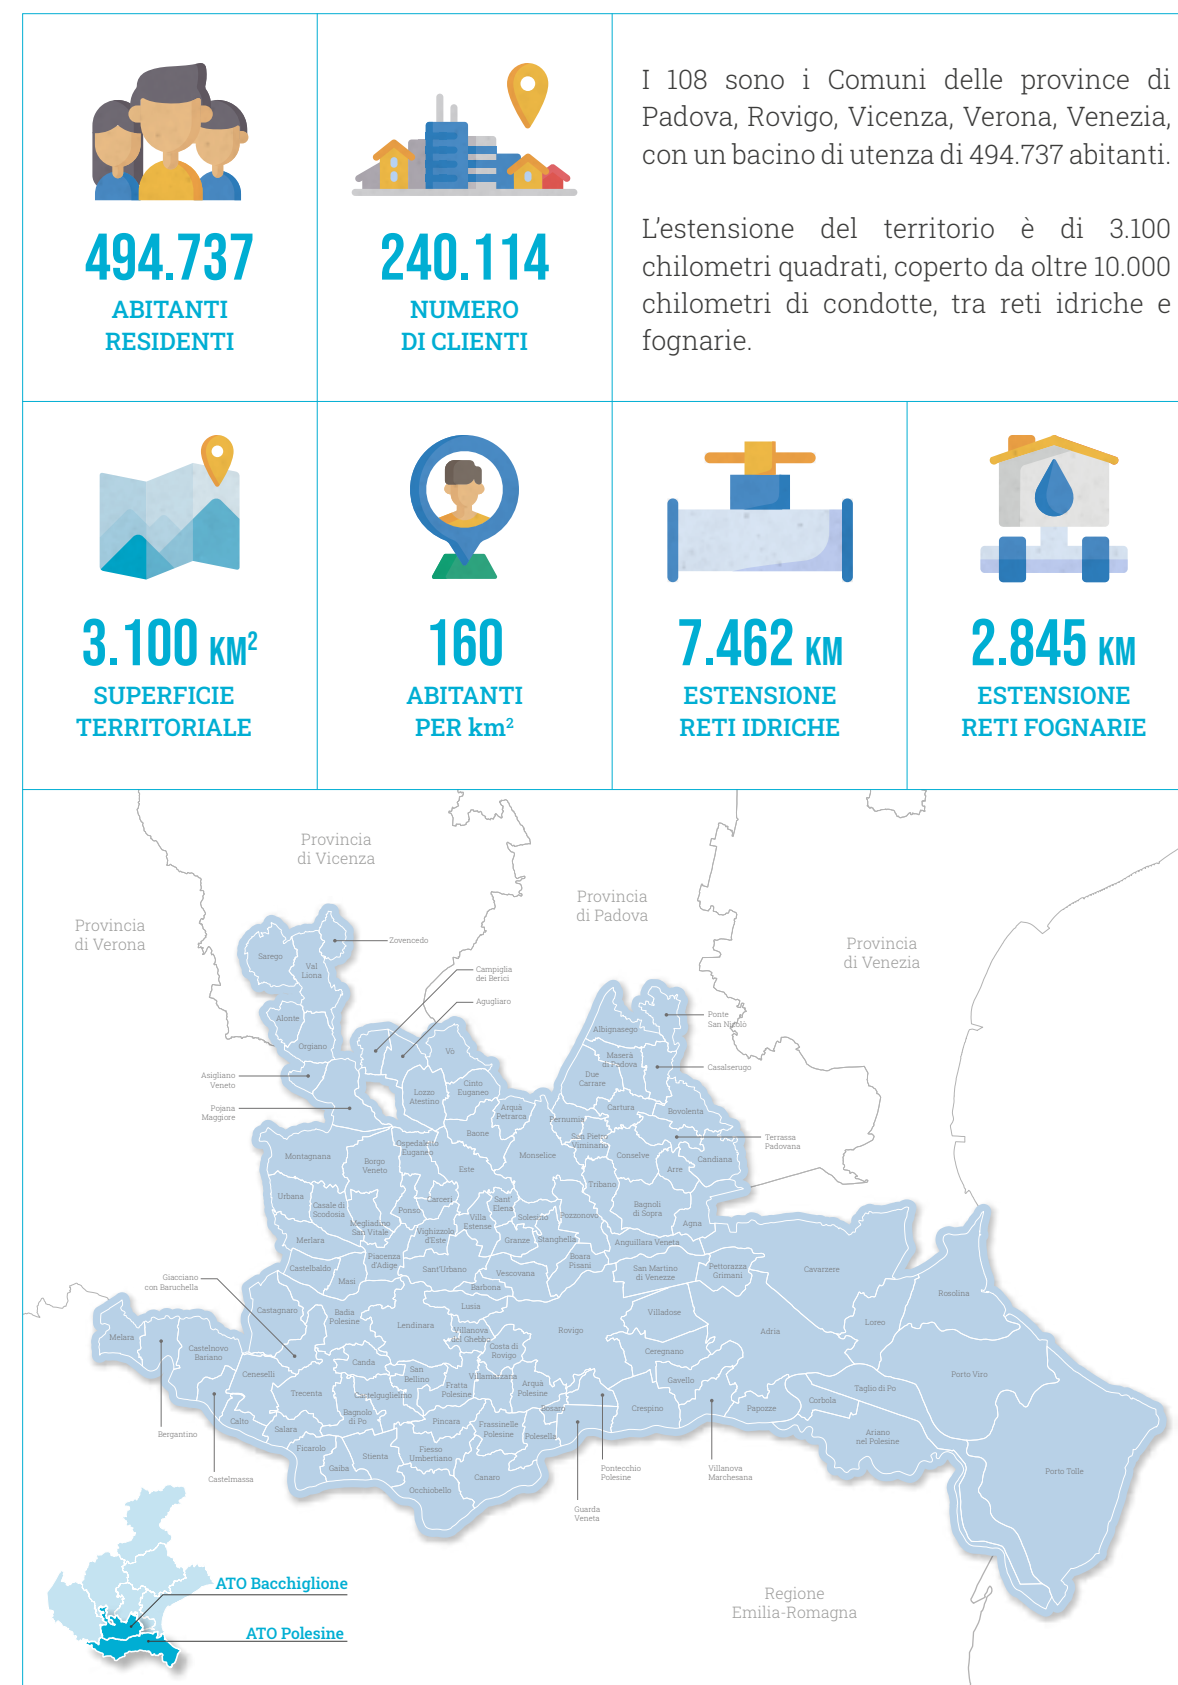 494.737
ABITANTI
RESIDENTI
240.114
NUMERO
DI CLIENTI
I 108 sono i Comuni delle province di
Padova, Rovigo, Vicenza, Verona, Venezia,
con un bacino di utenza di 494.737 abitanti.
L'estensione del territorio è di 3.100
chilometri quadrati, coperto da oltre 10.000
chilometri di condotte, tra reti idriche e
fognarie.
3.100 KM²
SUPERFICIE
TERRITORIALE
160
ABITANTI
PER km²
7.462 KM
ESTENSIONE
RETI IDRICHE
2.845 KM
ESTENSIONE
RETI FOGNARIE
Provincia
di Vicenza
Provincia
di Padova
Provincia
di Verona
Provincia
di Venezia
Zovencedo
Sarego
Val
Liona
Campiglia
dei Berici
Agugliaro
Alonte
Orgiano
Ponte
San Nicolò
Albignasego
Vò
Maserà
di Padova
Casalserugo
Due
Carrare
Asigliano
Veneto
Cinto
Euganeo
Lozzo
Atestino
Pojana
Maggiore
Arquà
Petrarca
Pernumia
Cartura
Bovolenta
Baone
San Pietro
Viminario
Terrassa
Padovana
Ospedaletto
Euganeo
Montagnana
Borgo
Veneto
Monselice
Conselve
Candiana
Este
Arre
Tribano
Urbana
Casale di
Scodosia
Carceri
Sant'
Elena
Ponso
Bagnoli
di Sopra
Megliadino
San Vitale
Villa
Estense
Solesino
Pozzonovo
Agna
Vighizzolo
d'Este
Merlara
Granze
Stanghella
Anguillara Veneta
Piacenza
d'Adige
Boara
Pisani
Castelbaldo
Sant'Urbano
Vescovana
San Martino
di Venezze
Pettorazza
Grimani
Cavarzere
Masi
Giacciano
con Baruchella
Barbona
Rosolina
Castagnaro
Badia
Polesine
Lusia
Villadose
Lendinara
Loreo
Melara
Villanova
del Ghebbo
Rovigo
Adria
Castelnovo
Bariano
Costa di
Rovigo
Ceregnano
Canda
San
Bellino
Ceneselli
Villamarzana
Gavello
Porto Viro
Trecenta
Castelguglielmo
Fratta
Polesine
Arquà
Polesine
Taglio di Po
Corbola
Bosaro
Crespino
Papozze
Calto
Bagnolo
di Po
Salara
Pincara
Frassinelle
Polesine
Polesella
Ariano
nel Polesine
Bergantino
Ficarolo
Stienta
Fiesso
Umbertiano
Gaiba
Canaro
Castelmassa
Pontecchio
Polesine
Villanova
Marchesana
Porto Tolle
Occhiobello
Guarda
Veneta
ATO Bacchiglione
ATO Polesine
Regione
Emilia-Romagna